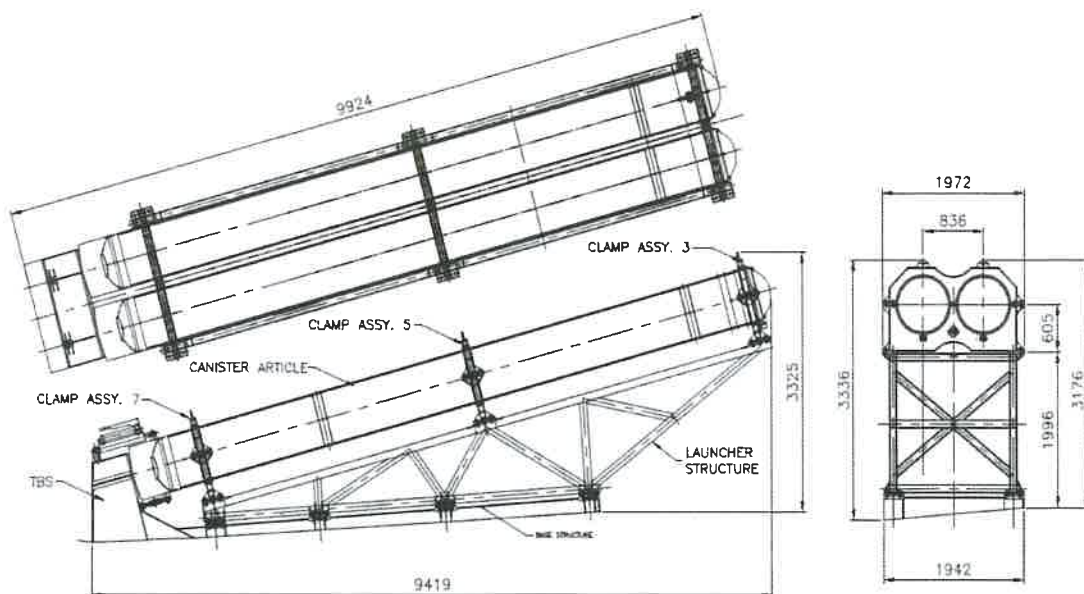 9924
CLAMP ASSY. 3
CLAMP ASSY. 5
CANISTER ARTICLE
CLAMP ASSY. 7
TBS
LAUNCHER
STRUCTURE
BASE STRUCTURE
3325
9419
1972
836
3336
605
1996
3176
1942